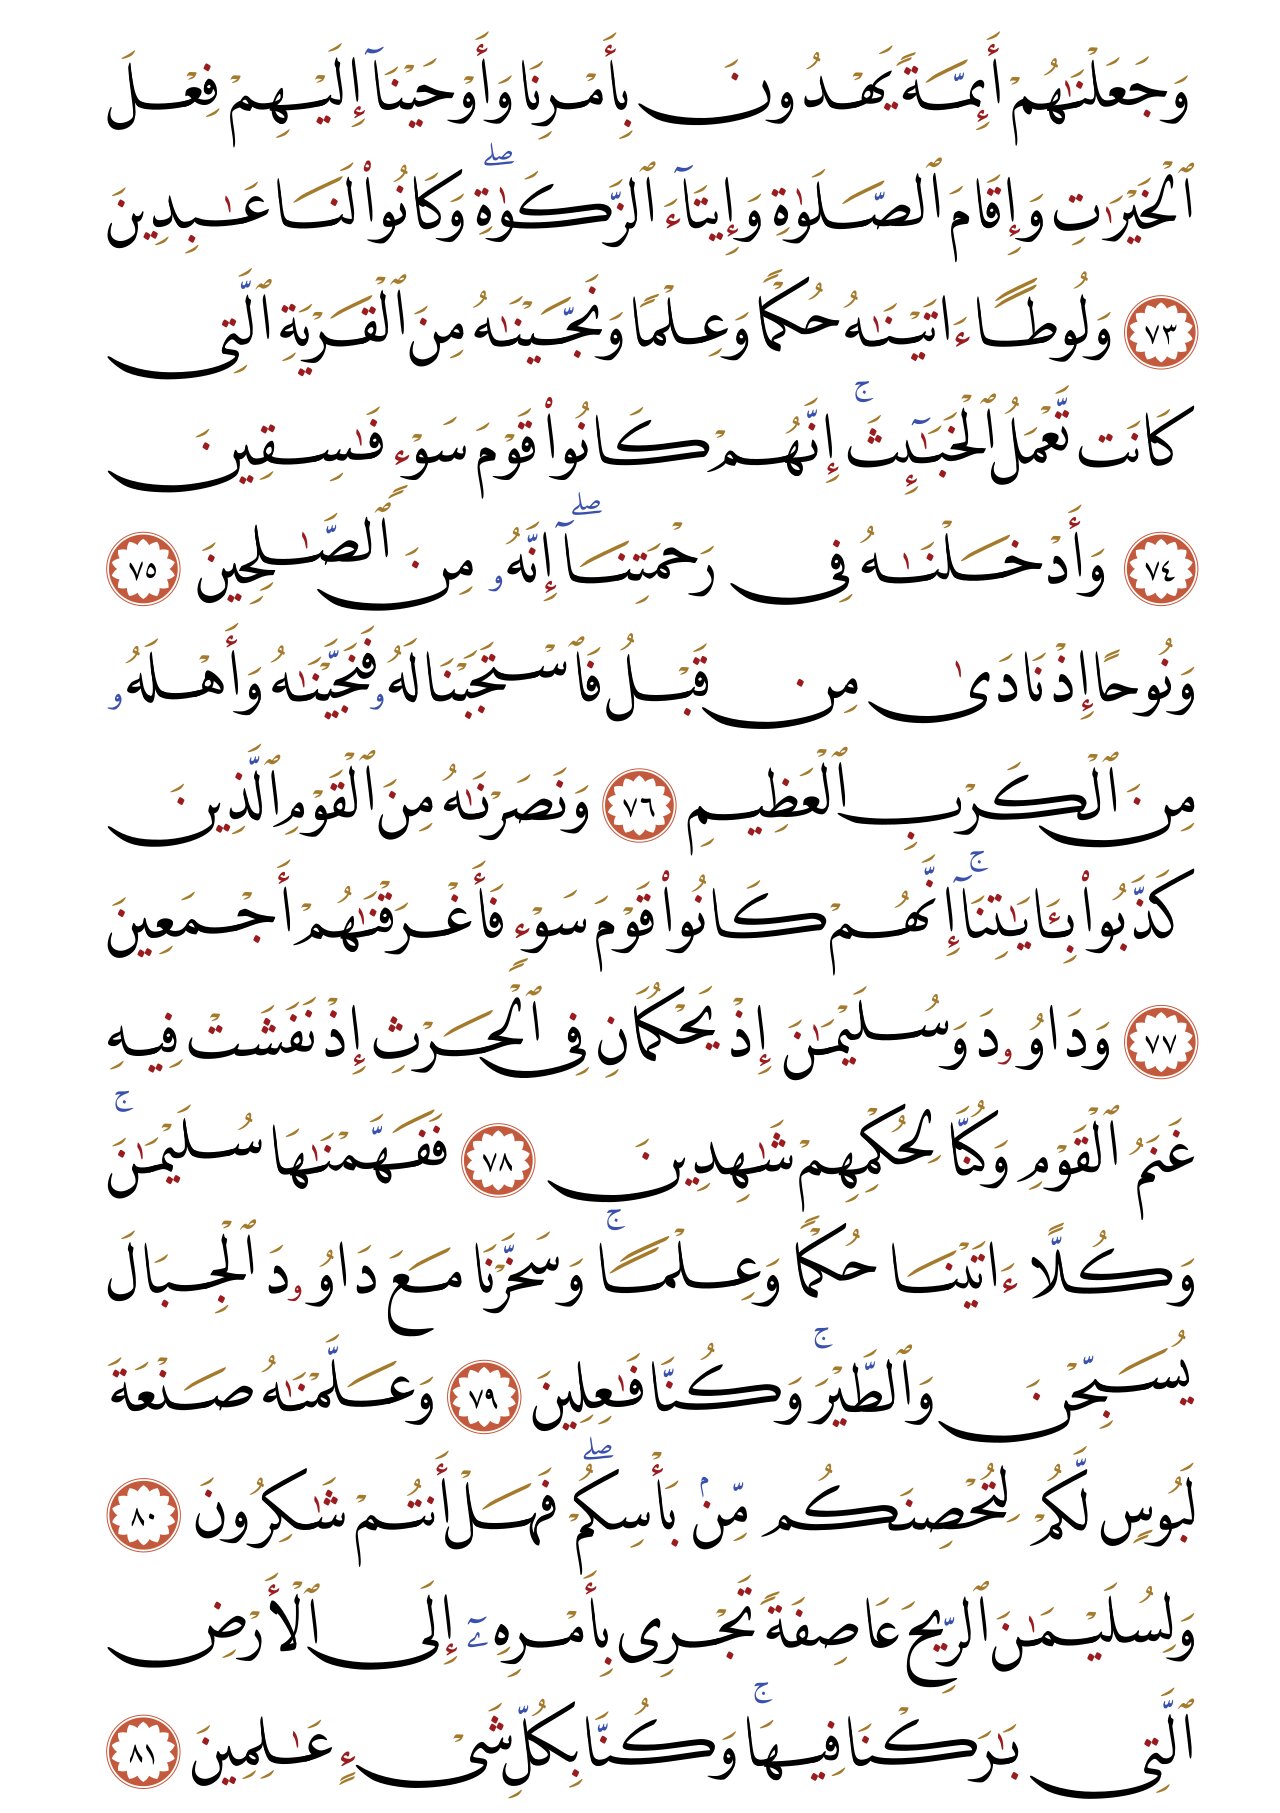 وَجَعَلْنَٰهُمْ أَئِمَّةً يَهْدُونَ بِأَمْرِنَا وَأَوْحَيْنَآ إِلَيْهِمْ فِعْلَ
ٱلْخَيْرَٰتِ وَإِقَامَ ٱلصَّلَوٰةِ وَإِيتَآءَ ٱلزَّكَوٰةِ ۖ وَكَانُوا۟ لَنَا عَٰبِدِينَ
٧٣ وَلُوطًا ءَاتَيْنَٰهُ حُكْمًا وَعِلْمًا وَنَجَّيْنَٰهُ مِنَ ٱلْقَرْيَةِ ٱلَّتِى
كَانَت تَّعْمَلُ ٱلْخَبَٰٓئِثَ ۚ إِنَّهُمْ كَانُوا۟ قَوْمَ سَوْءٍ فَٰسِقِينَ
٧٤ وَأَدْخَلْنَٰهُ فِى رَحْمَتِنَآ ۖ إِنَّهُۥ مِنَ ٱلصَّٰلِحِينَ ٧٥
وَنُوحًا إِذْ نَادَىٰ مِن قَبْلُ فَٱسْتَجَبْنَا لَهُۥ فَنَجَّيْنَٰهُ وَأَهْلَهُۥ
مِنَ ٱلْكَرْبِ ٱلْعَظِيمِ ٧٦ وَنَصَرْنَٰهُ مِنَ ٱلْقَوْمِ ٱلَّذِينَ
كَذَّبُوا۟ بِـَٔايَٰتِنَآ ۚ إِنَّهُمْ كَانُوا۟ قَوْمَ سَوْءٍ فَأَغْرَقْنَٰهُمْ أَجْمَعِينَ
٧٧ وَدَاوُۥدَ وَسُلَيْمَٰنَ إِذْ يَحْكُمَانِ فِى ٱلْحَرْثِ إِذْ نَفَشَتْ فِيهِ
غَنَمُ ٱلْقَوْمِ وَكُنَّا لِحُكْمِهِمْ شَٰهِدِينَ ٧٨ فَفَهَّمْنَٰهَا سُلَيْمَٰنَ ۚ
وَكُلًّا ءَاتَيْنَا حُكْمًا وَعِلْمًا ۚ وَسَخَّرْنَا مَعَ دَاوُۥدَ ٱلْجِبَالَ
يُسَبِّحْنَ وَٱلطَّيْرَ ۚ وَكُنَّا فَٰعِلِينَ ٧٩ وَعَلَّمْنَٰهُ صَنْعَةَ
لَبُوسٍ لَّكُمْ لِتُحْصِنَكُم مِّنۢ بَأْسِكُمْ ۖ فَهَلْ أَنتُمْ شَٰكِرُونَ ٨٠
وَلِسُلَيْمَٰنَ ٱلرِّيحَ عَاصِفَةً تَجْرِى بِأَمْرِهِۦٓ إِلَى ٱلْأَرْضِ
ٱلَّتِى بَٰرَكْنَا فِيهَا ۚ وَكُنَّا بِكُلِّ شَىْءٍ عَٰلِمِينَ ٨١